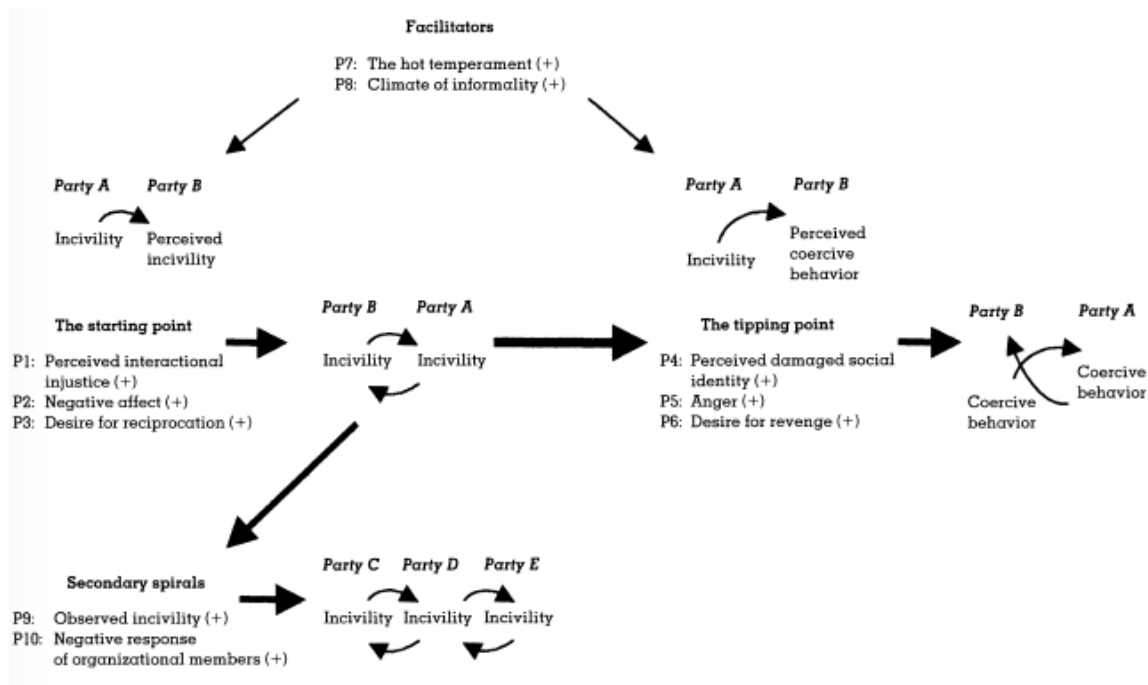 Facilitators
P7: The hot temperament (+)
P8: Climate of informality (+)
Party A Party B
Incivility Perceived
incivility
Party A Party B
Incivility Perceived
coercive
behavior
The starting point
P1: Perceived interactional
injustice (+)
P2: Negative affect (+)
P3: Desire for reciprocation (+)
Party B Party A
Incivility Incivility
The tipping point
P4: Perceived damaged social
identity (+)
P5: Anger (+)
P6: Desire for revenge (+)
Party B Party A
Coercive
behavior
Coercive
behavior
Secondary spirals
P9: Observed incivility (+)
P10: Negative response
of organizational members (+)
Party C Party D Party E
Incivility Incivility Incivility